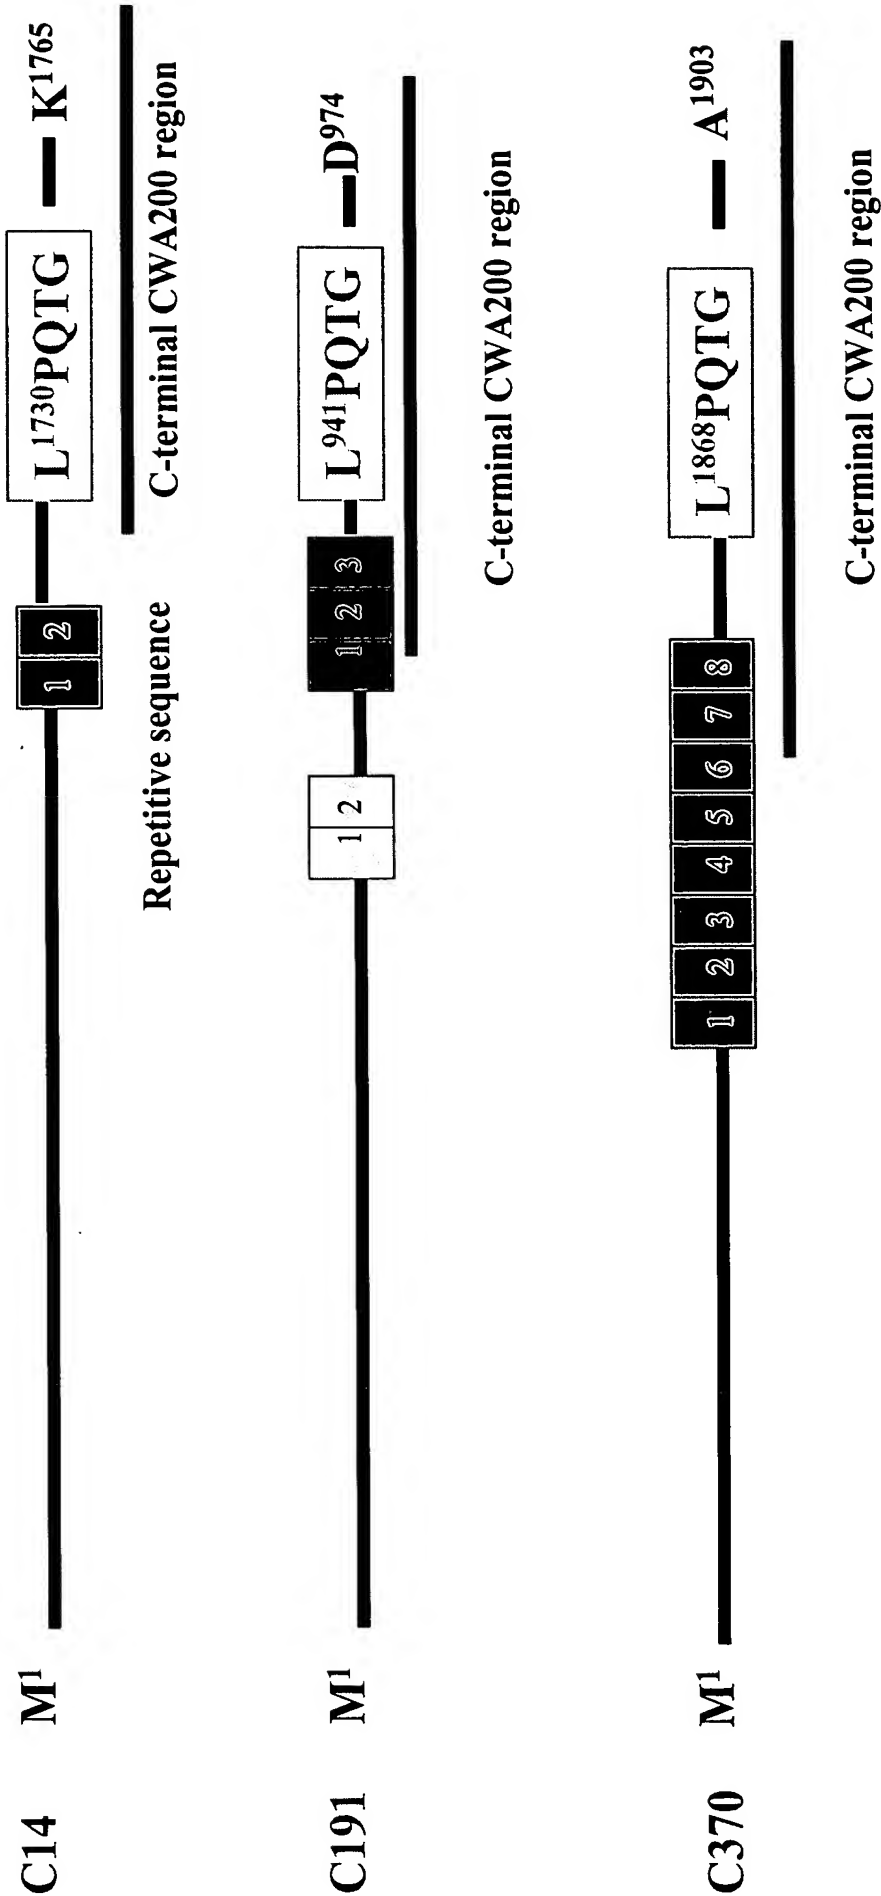 C14 M¹ 1 2 L¹⁷³⁰PQTG K¹⁷⁶⁵
Repetitive sequence C-terminal CWA200 region
C191 M¹ 1 2 1 2 3 L⁹⁴¹PQTG D⁹⁷⁴
C-terminal CWA200 region
C370 M¹ 1 2 3 4 5 6 7 8 L¹⁸⁶⁸PQTG A¹⁹⁰³
C-terminal CWA200 region